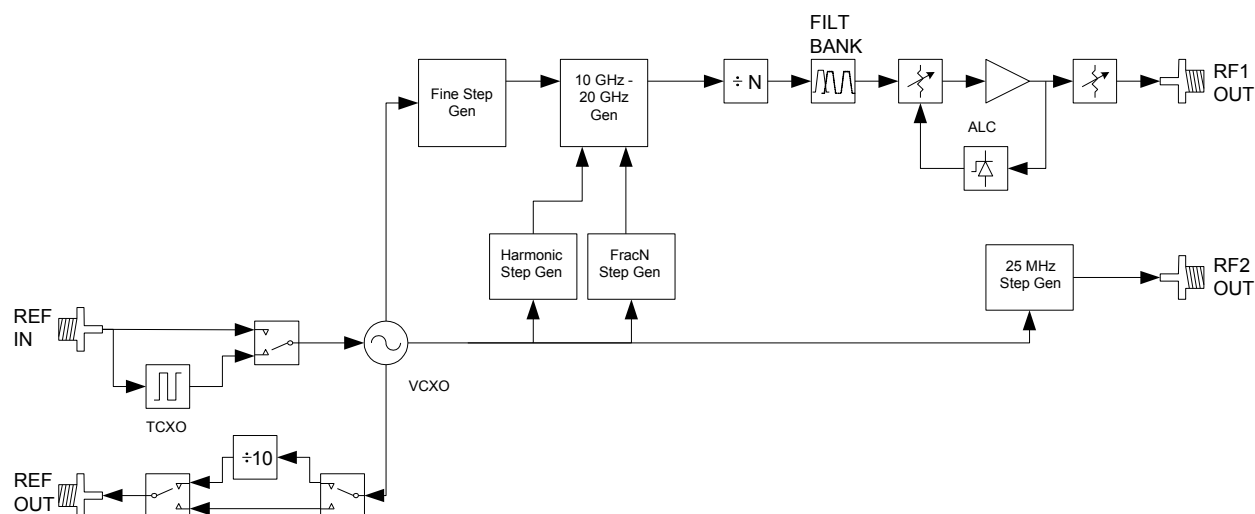 FILT
BANK
Fine Step
Gen
10 GHz -
20 GHz
Gen
÷ N
RF1
OUT
ALC
Harmonic
Step Gen
FracN
Step Gen
25 MHz
Step Gen
RF2
OUT
REF
IN
VCXO
TCXO
÷10
REF
OUT